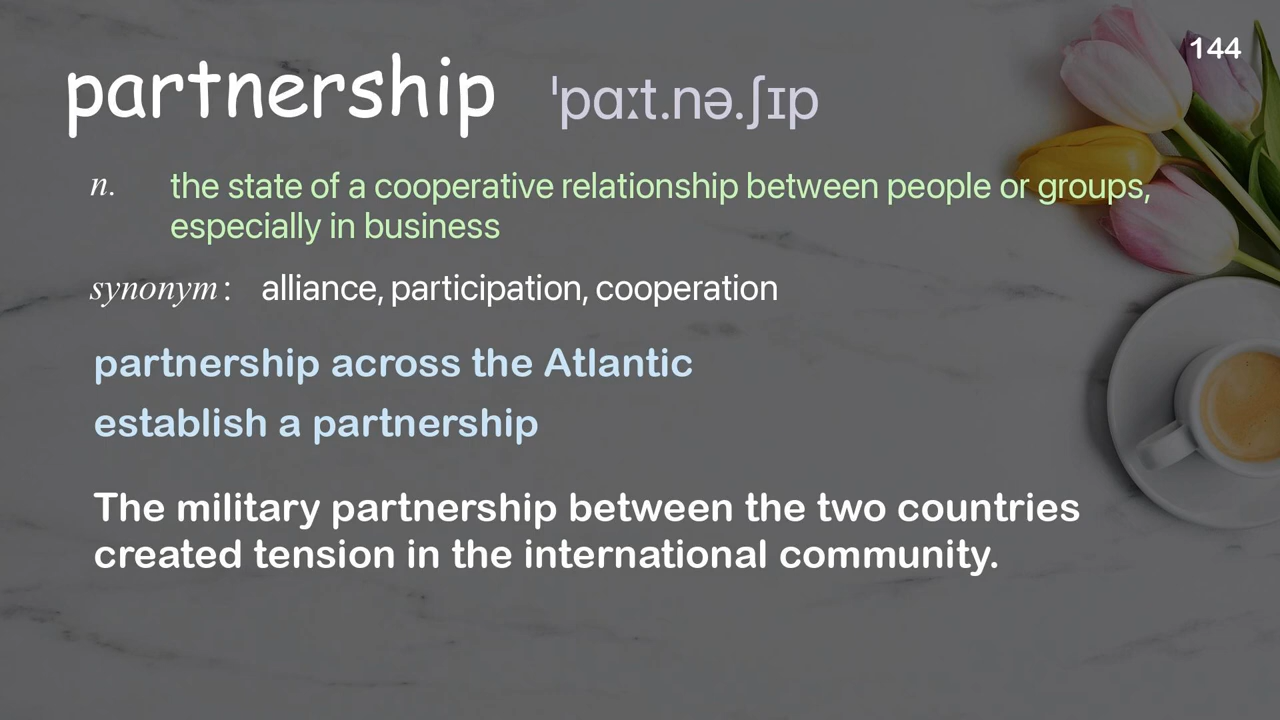 144
partnership ˈpɑːt.nə.ʃɪp
n. the state of a cooperative relationship between people or groups,
especially in business
synonym : alliance, participation, cooperation
partnership across the Atlantic
establish a partnership
The military partnership between the two countries
created tension in the international community.